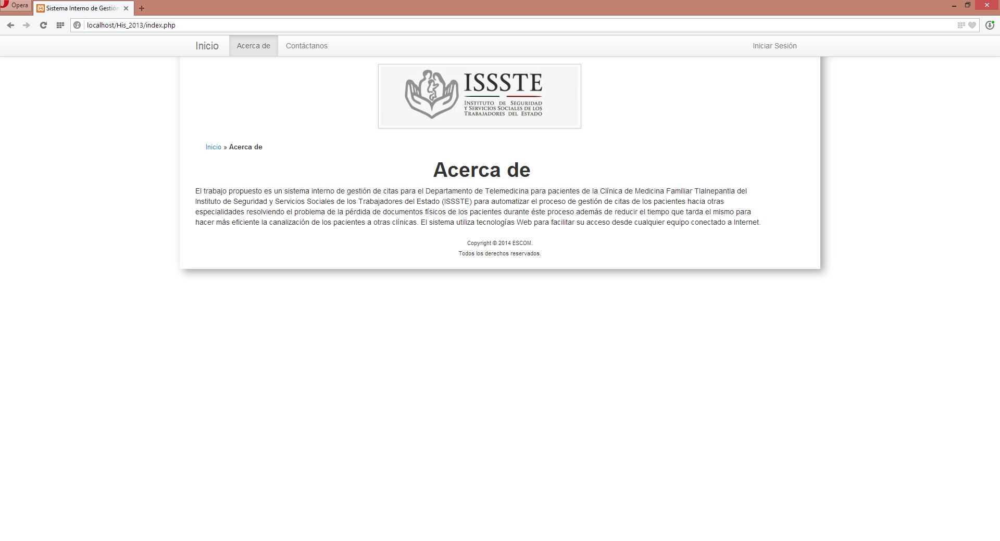 Opera
Sistema Interno de Gestión
localhost/His_2013/index.php
Inicio
Acerca de
Contáctanos
Iniciar Sesión
ISSSTE
INSTITUTO DE SEGURIDAD
Y SERVICIOS SOCIALES DE LOS
TRABAJADORES DEL ESTADO
Inicio » Acerca de
Acerca de
El trabajo propuesto es un sistema interno de gestión de citas para el Departamento de Telemedicina para pacientes de la Clínica de Medicina Familiar Tlalnepantla del
Instituto de Seguridad y Servicios Sociales de los Trabajadores del Estado (ISSSTE) para automatizar el proceso de gestión de citas de los pacientes hacia otras
especialidades resolviendo el problema de la pérdida de documentos físicos de los pacientes durante éste proceso además de reducir el tiempo que tarda el mismo para
hacer más eficiente la canalización de los pacientes a otras clínicas. El sistema utiliza tecnologías Web para facilitar su acceso desde cualquier equipo conectado a Internet.
Copyright © 2014 ESCOM.
Todos los derechos reservados.